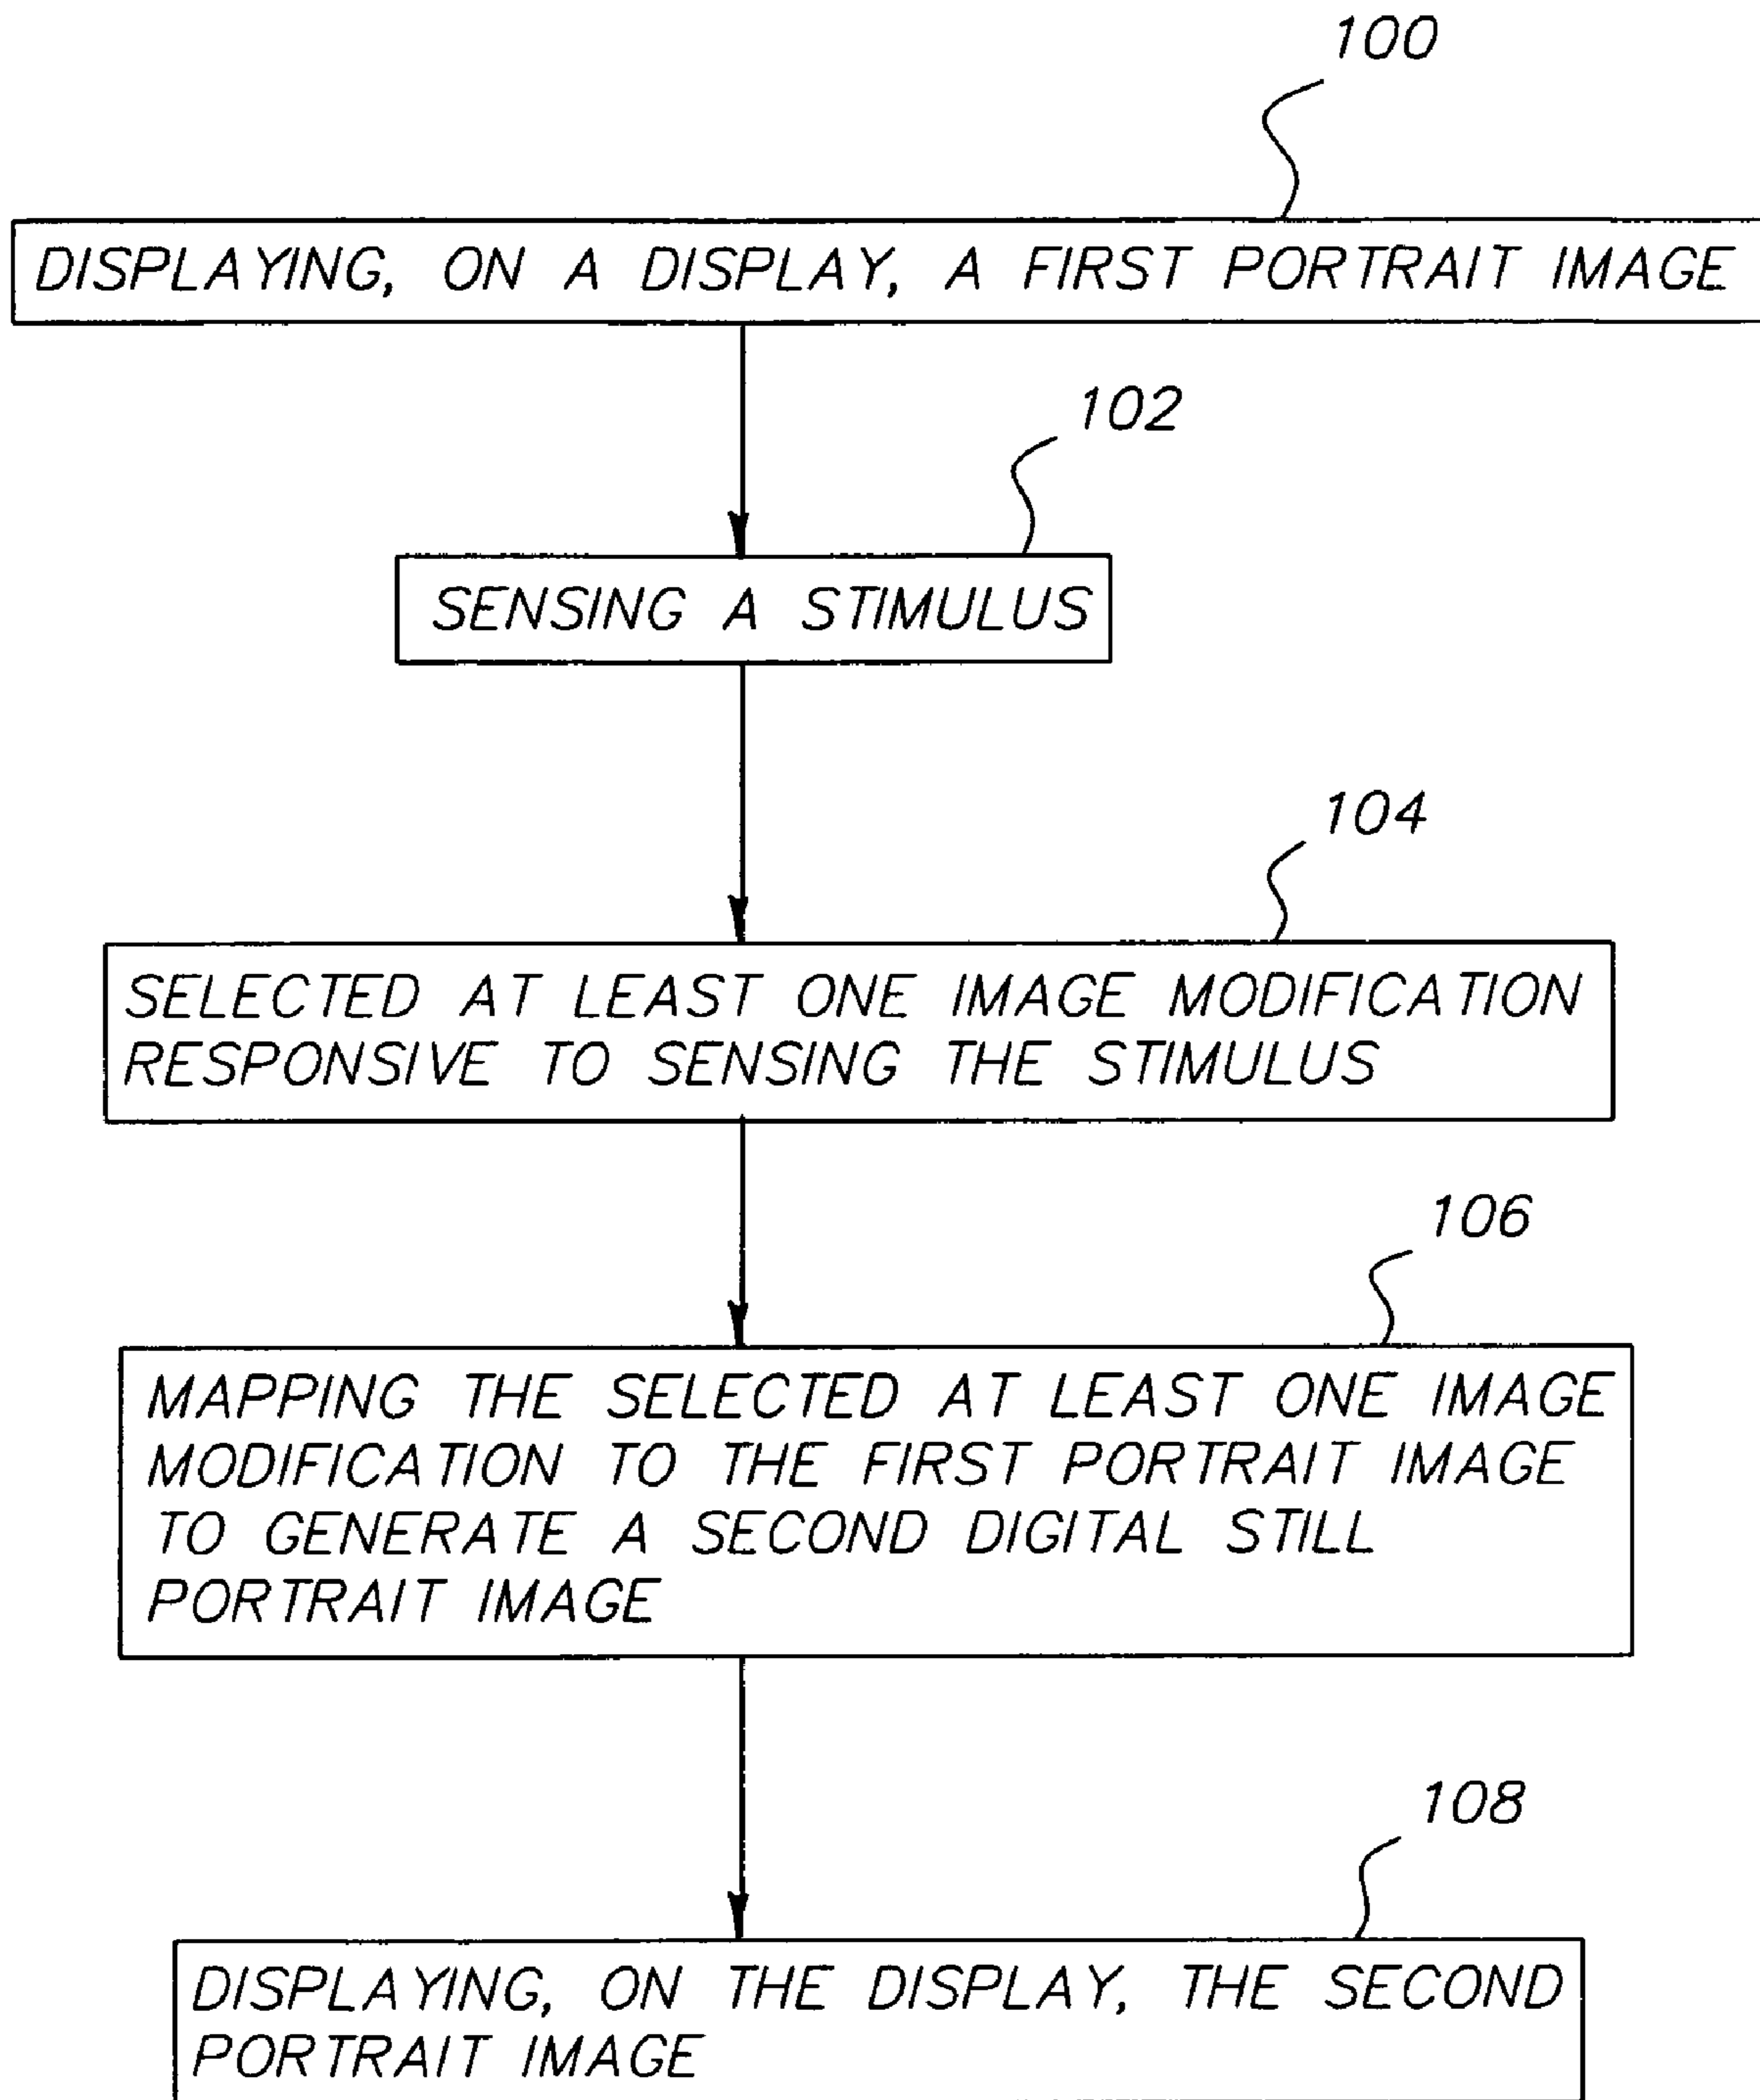 100
DISPLAYING, ON A DISPLAY, A FIRST PORTRAIT IMAGE
102
SENSING A STIMULUS
104
SELECTED AT LEAST ONE IMAGE MODIFICATION
RESPONSIVE TO SENSING THE STIMULUS
106
MAPPING THE SELECTED AT LEAST ONE IMAGE
MODIFICATION TO THE FIRST PORTRAIT IMAGE
TO GENERATE A SECOND DIGITAL STILL
PORTRAIT IMAGE
108
DISPLAYING, ON THE DISPLAY, THE SECOND
PORTRAIT IMAGE